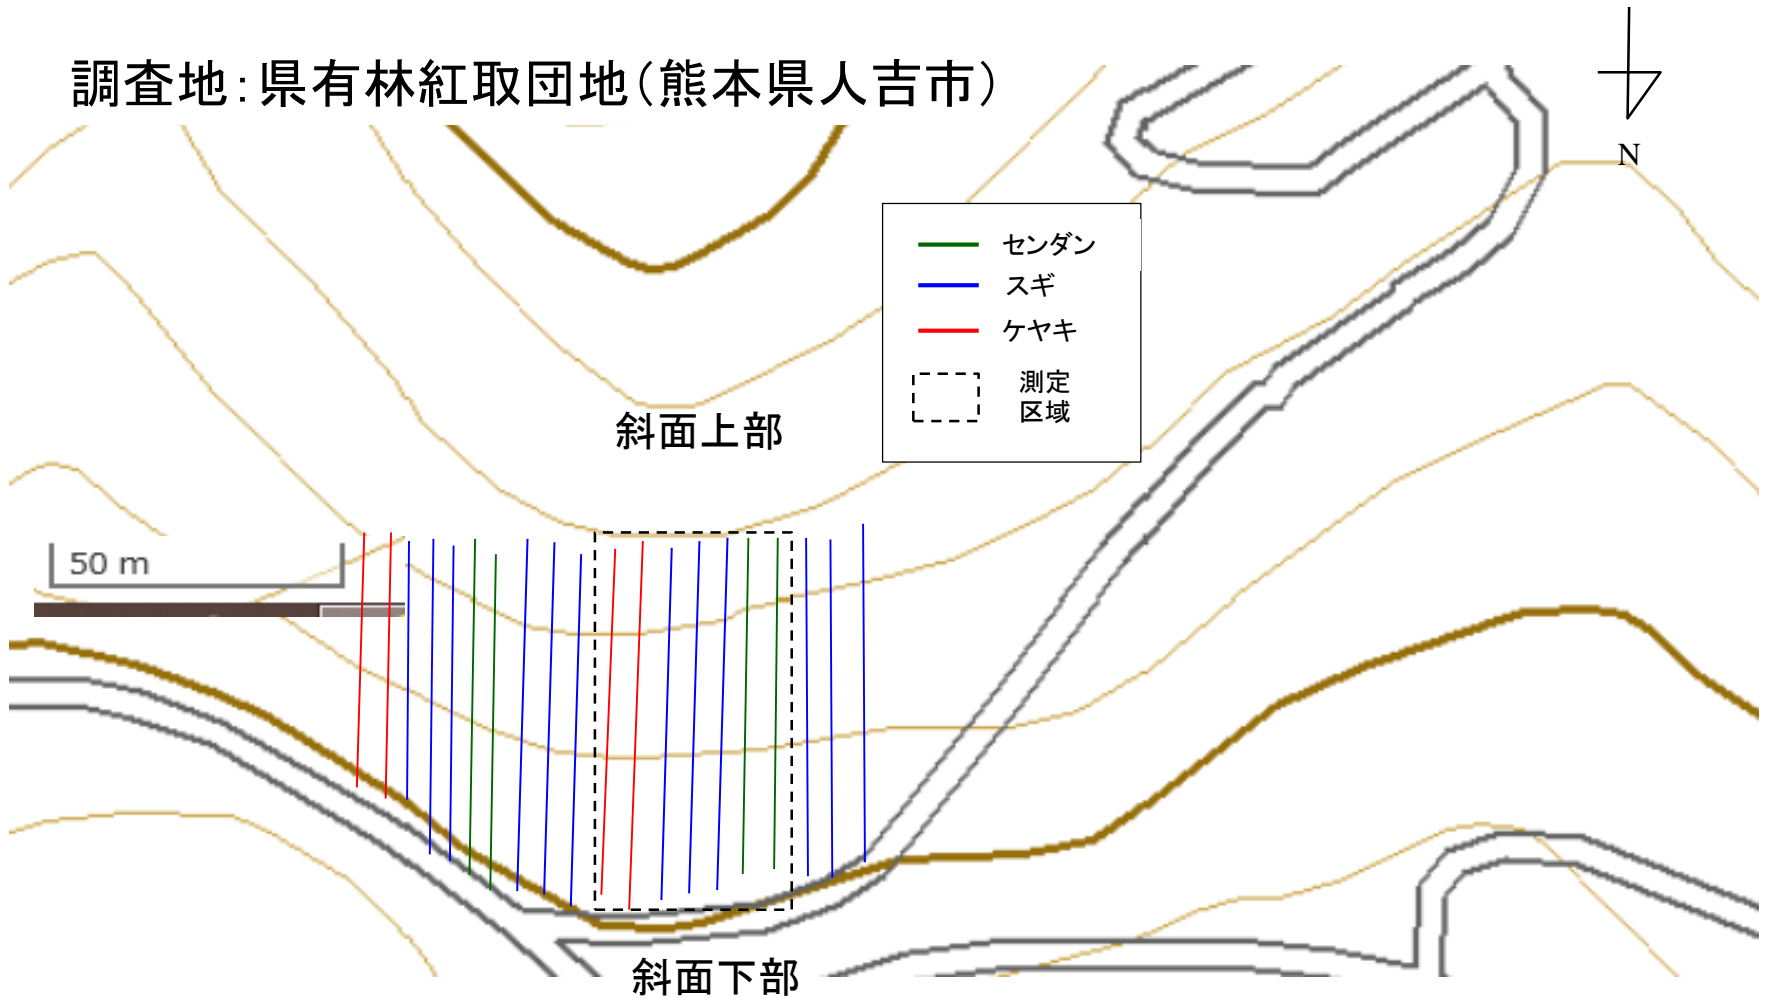 調査地：県有林紅取団地（熊本県人吉市）
N
センダン
スギ
ケヤキ
測定
区域
斜面上部
50 m
斜面下部